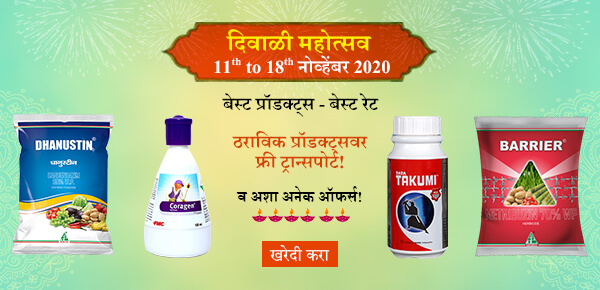 दिवाळी महोत्सव
11th to 18th नोव्हेंबर 2020
बेस्ट प्रॉडक्ट्स - बेस्ट रेट
ठराविक प्रॉडक्ट्सवर
फ्री ट्रान्सपोर्ट!
व अशा अनेक ऑफर्स!
खरेदी करा
DHANUSTIN
धानुस्टीन
Coragen
FMC
TATA
TAKUMI
BARRIER
METRIBUZIN 70% WP